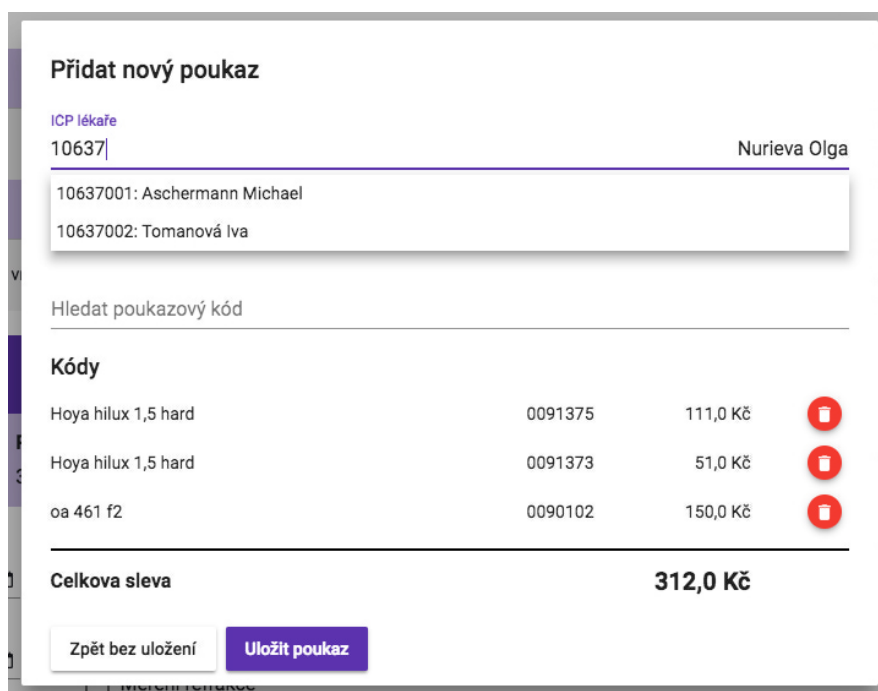 Přidat nový poukaz
ICP lékaře
10637 Nurieva Olga
10637001: Aschermann Michael
10637002: Tomanová Iva
Hledat poukazový kód
Kódy
Hoya hilux 1,5 hard 0091375 111,0 Kč
Hoya hilux 1,5 hard 0091373 51,0 Kč
oa 461 f2 0090102 150,0 Kč
Celkova sleva 312,0 Kč
Zpět bez uložení Uložit poukaz